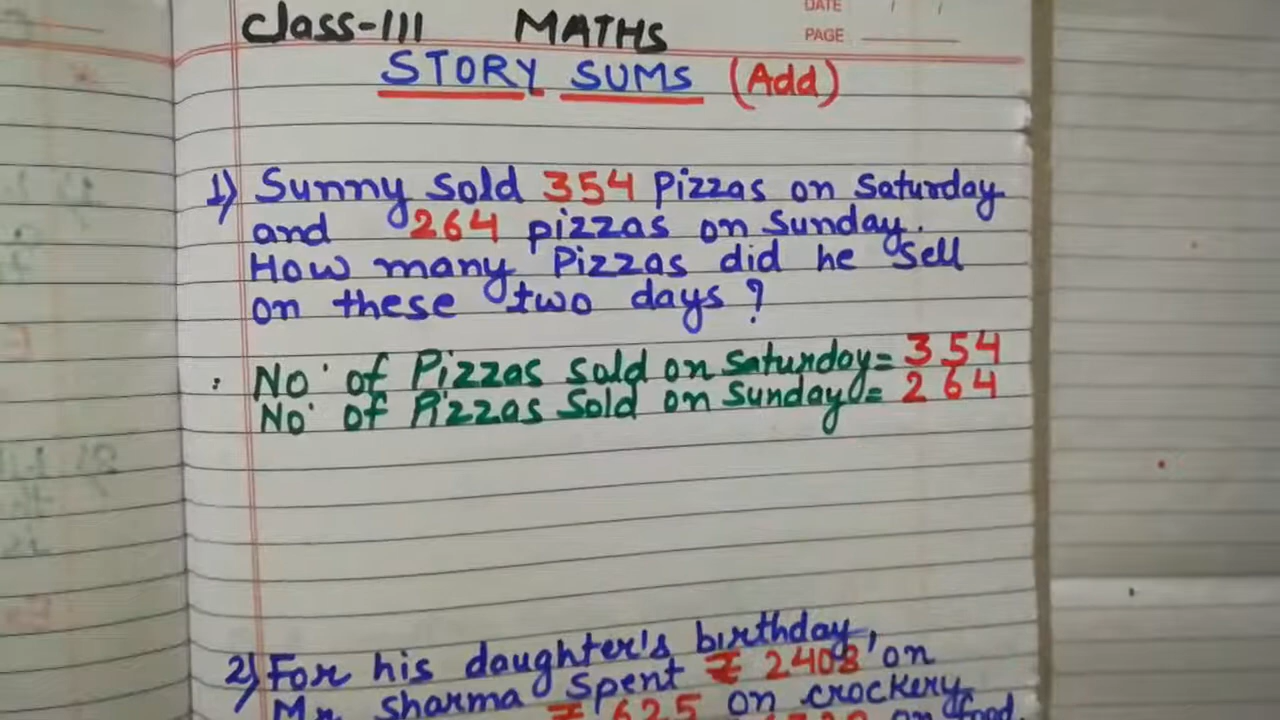 DATE / /
Class-III MATHS
PAGE
STORY SUMS (Add)
1) Sunny sold 354 Pizzas on Saturday
and 264 pizzas on Sunday.
How many Pizzas did he sell
on these two days ?
No. of Pizzas sold on Saturday= 354
No. of Pizzas Sold on Sunday= 264
2) For his daughter's birthday,
Mr. sharma spent ₹ 2408 on
₹ 625 on crockery,
on food.